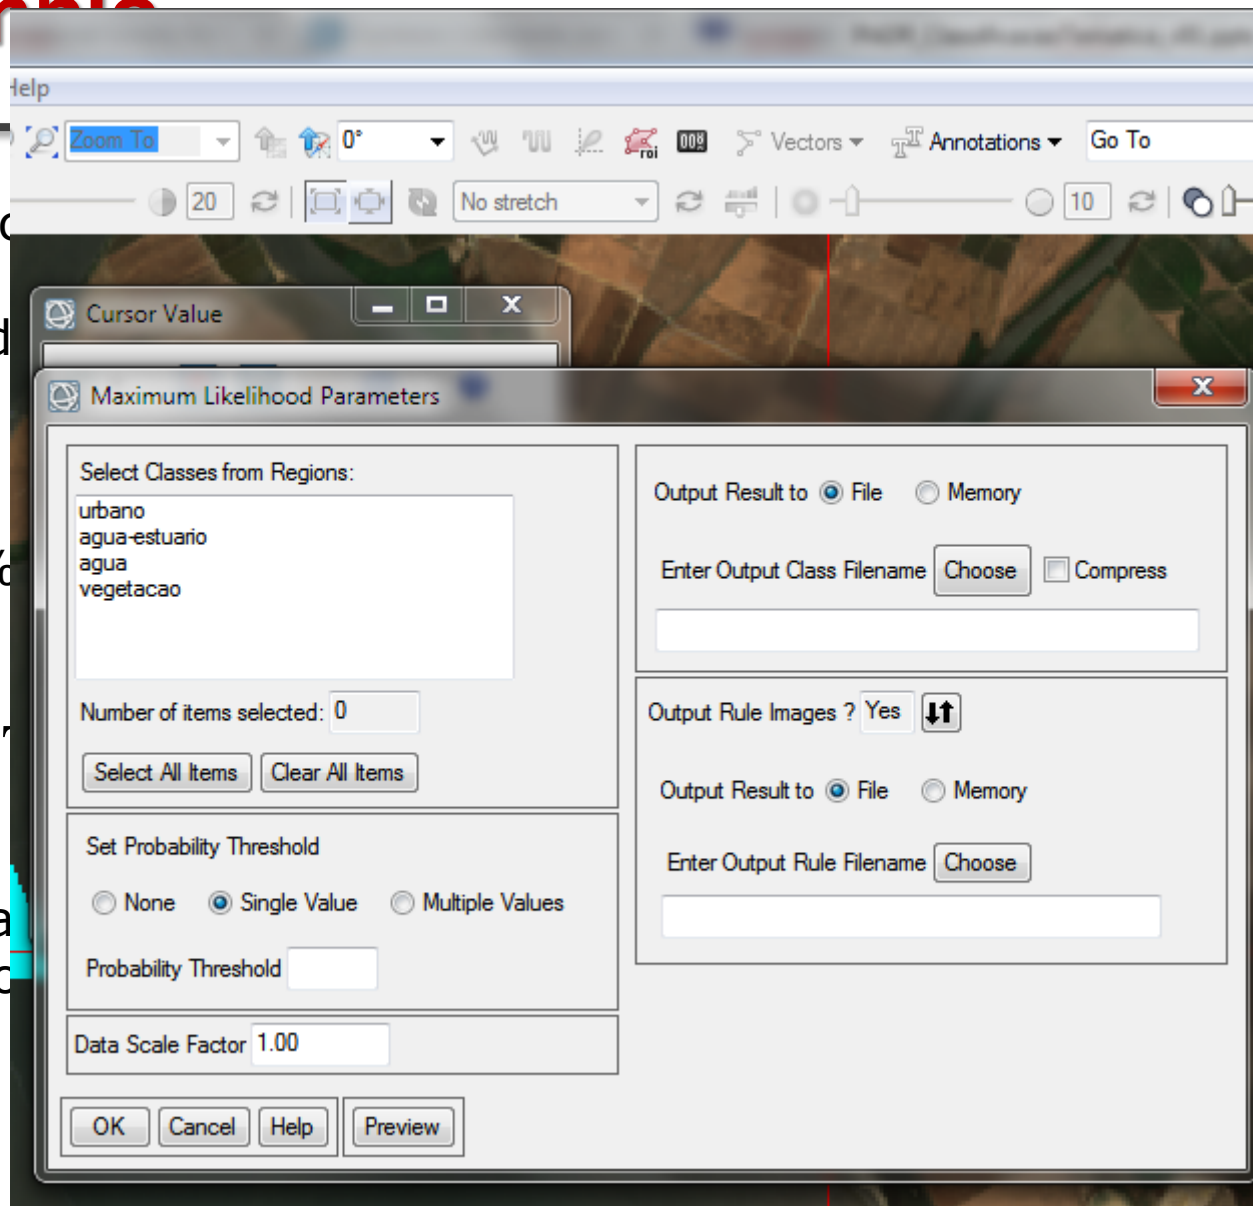 Help
Zoom To
0°
roi
Vectors
Annotations
Go To
20
No stretch
10
Cursor Value
Maximum Likelihood Parameters
Select Classes from Regions:
urbano
agua-estuario
agua
vegetacao
Number of items selected: 0
Select All Items Clear All Items
Set Probability Threshold
None Single Value Multiple Values
Probability Threshold
Data Scale Factor 1.00
OK Cancel Help Preview
Output Result to File Memory
Enter Output Class Filename Choose Compress
Output Rule Images ? Yes
Output Result to File Memory
Enter Output Rule Filename Choose